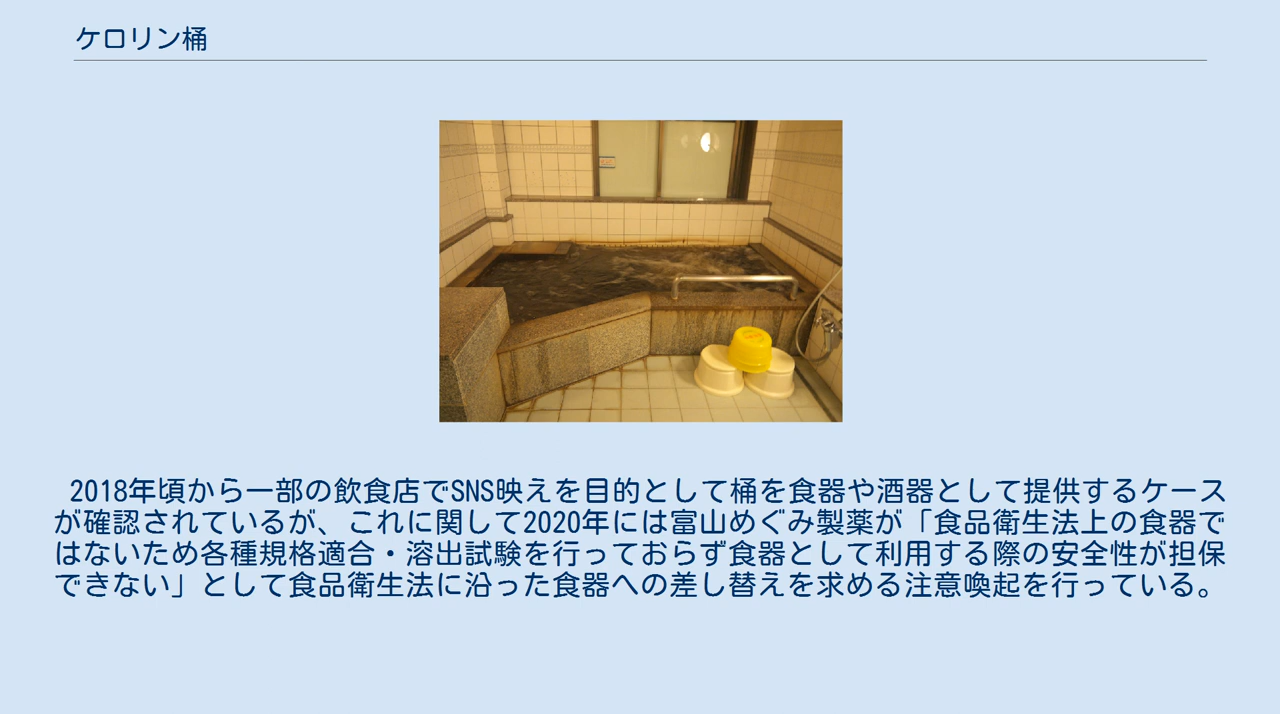 ケロリン桶
2018年頃から一部の飲食店でSNS映えを目的として桶を食器や酒器として提供するケース
が確認されているが、これに関して2020年には富山めぐみ製薬が「食品衛生法上の食器で
はないため各種規格適合・溶出試験を行っておらず食器として利用する際の安全性が担保
できない」として食品衛生法に沿った食器への差し替えを求める注意喚起を行っている。